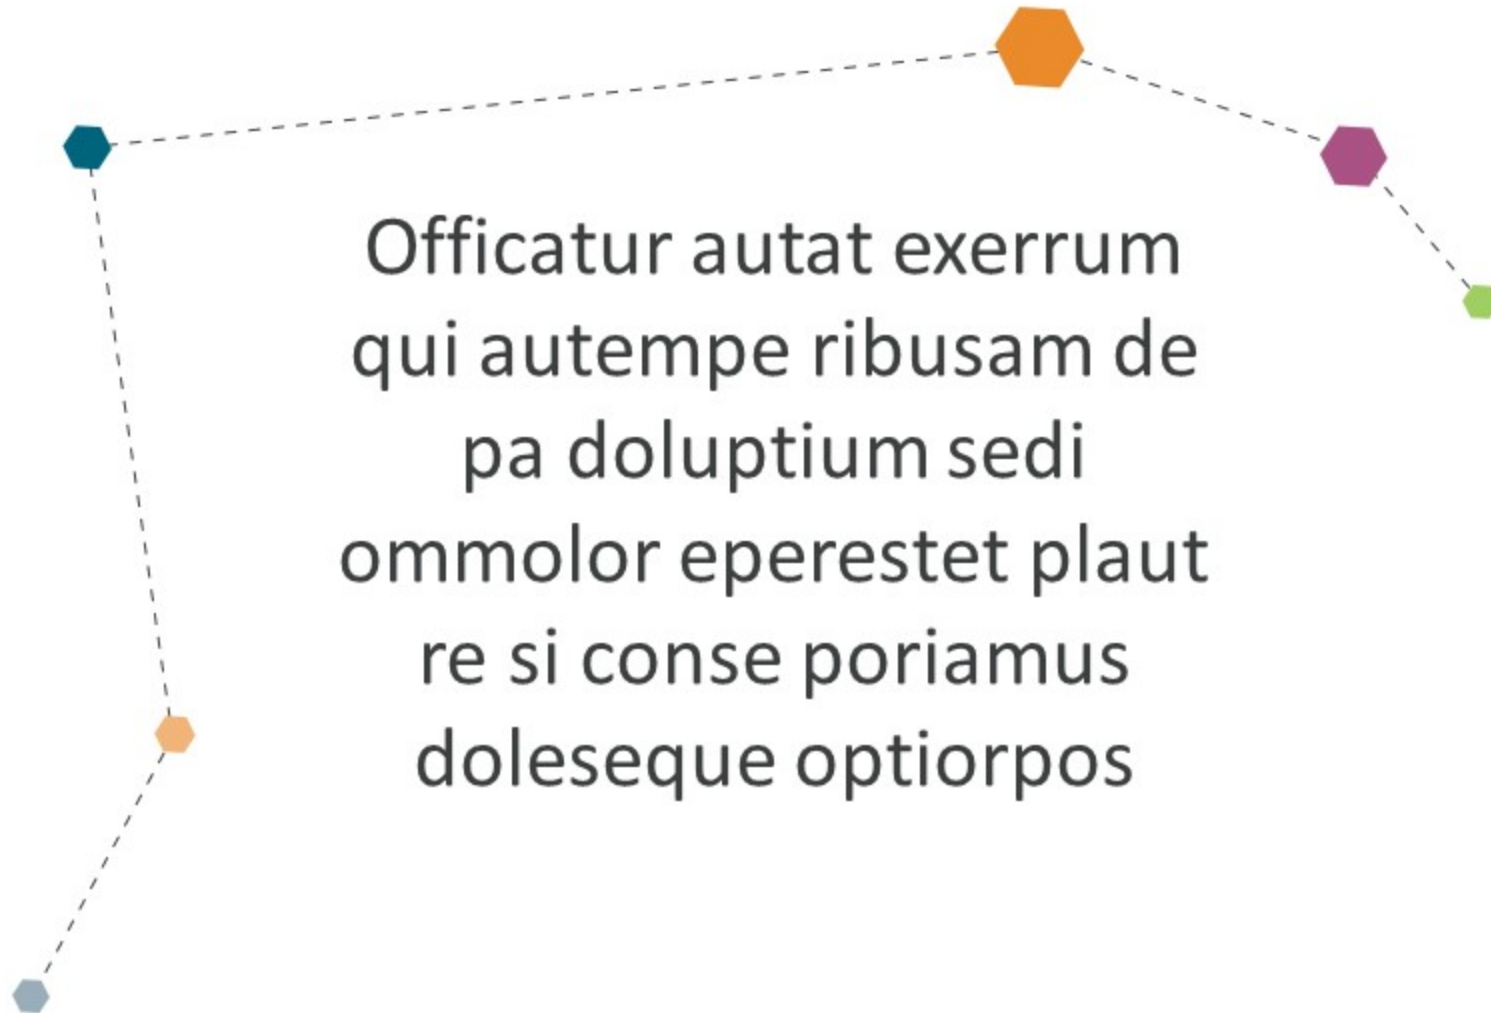 Officatur autat exerrum
qui autempe ribusam de
pa doluptium sedi
ommolor eperestet plaut
re si conse poriamus
doleseque optiorpos